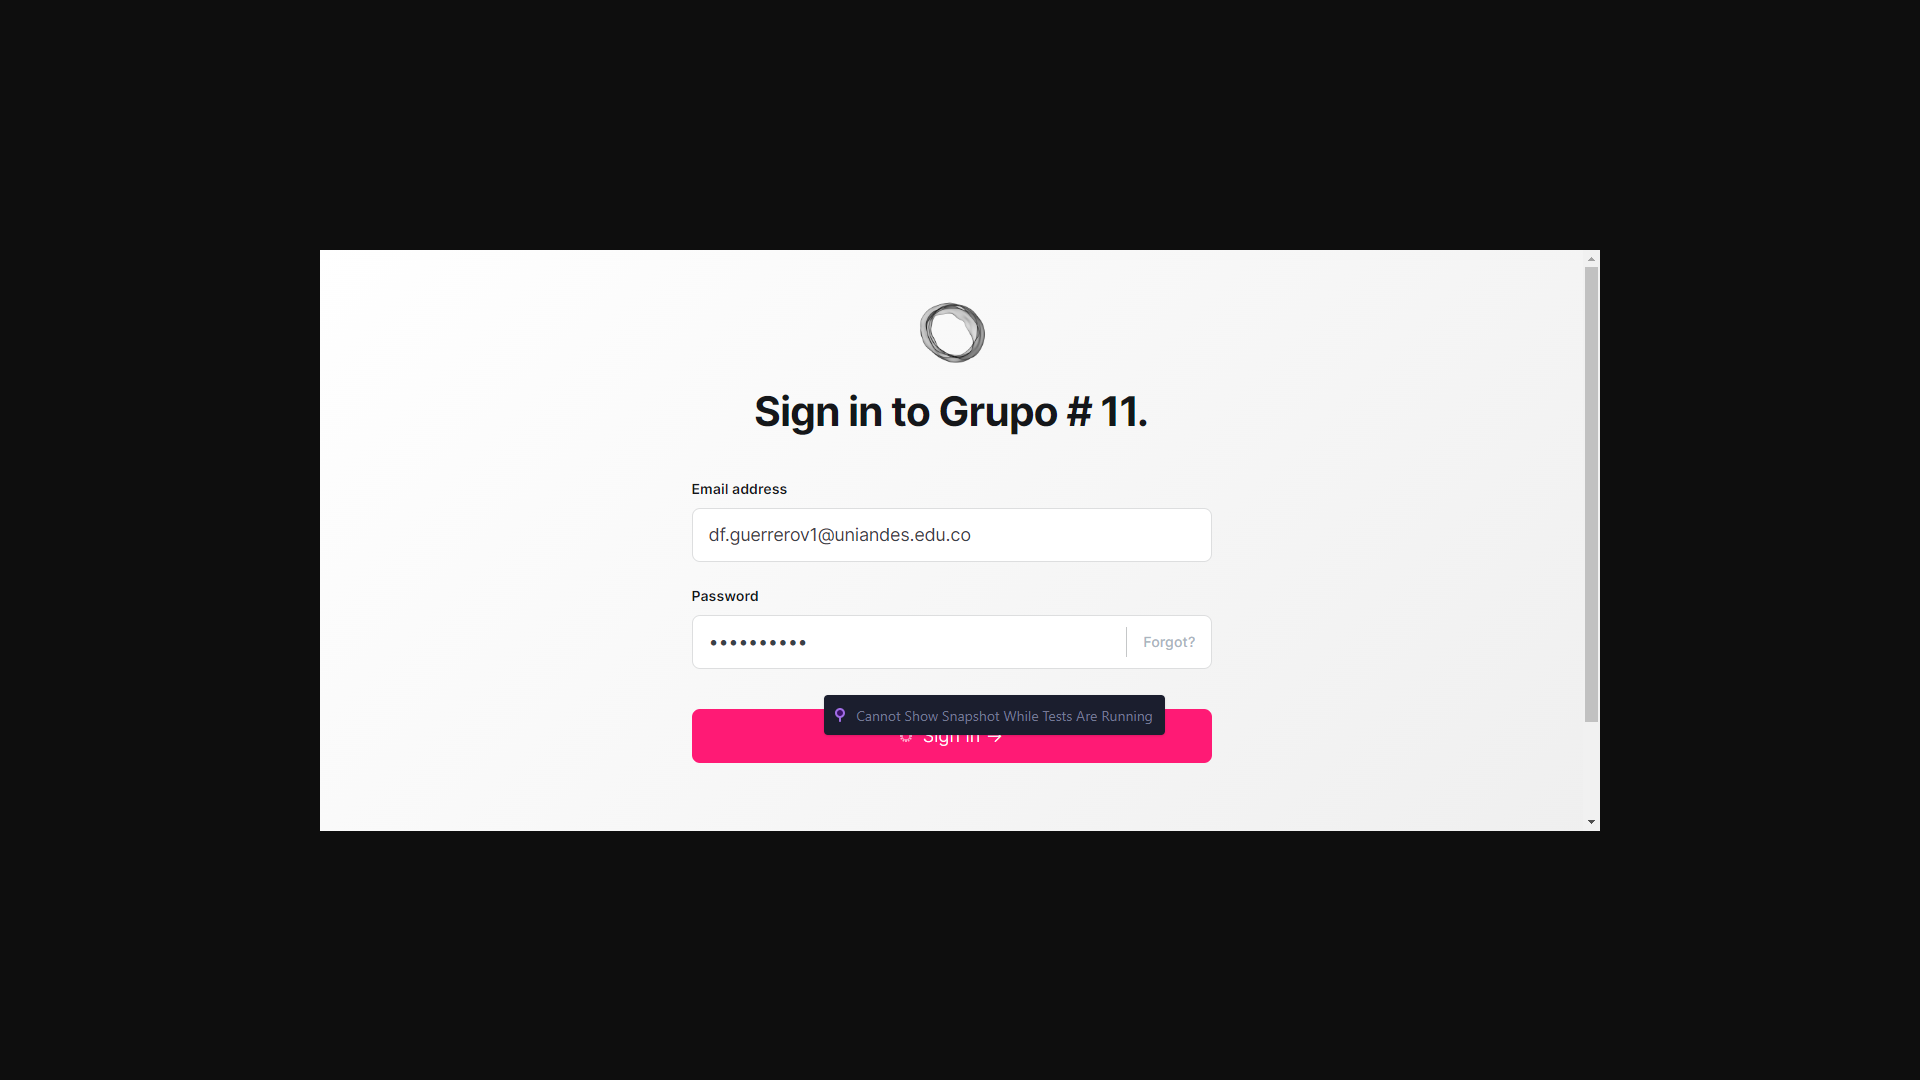 Sign in to Grupo # 11.
Email address
df.guerrerov1@uniandes.edu.co
Password
••••••••••
Forgot?
Cannot Show Snapshot While Tests Are Running
Sign in →